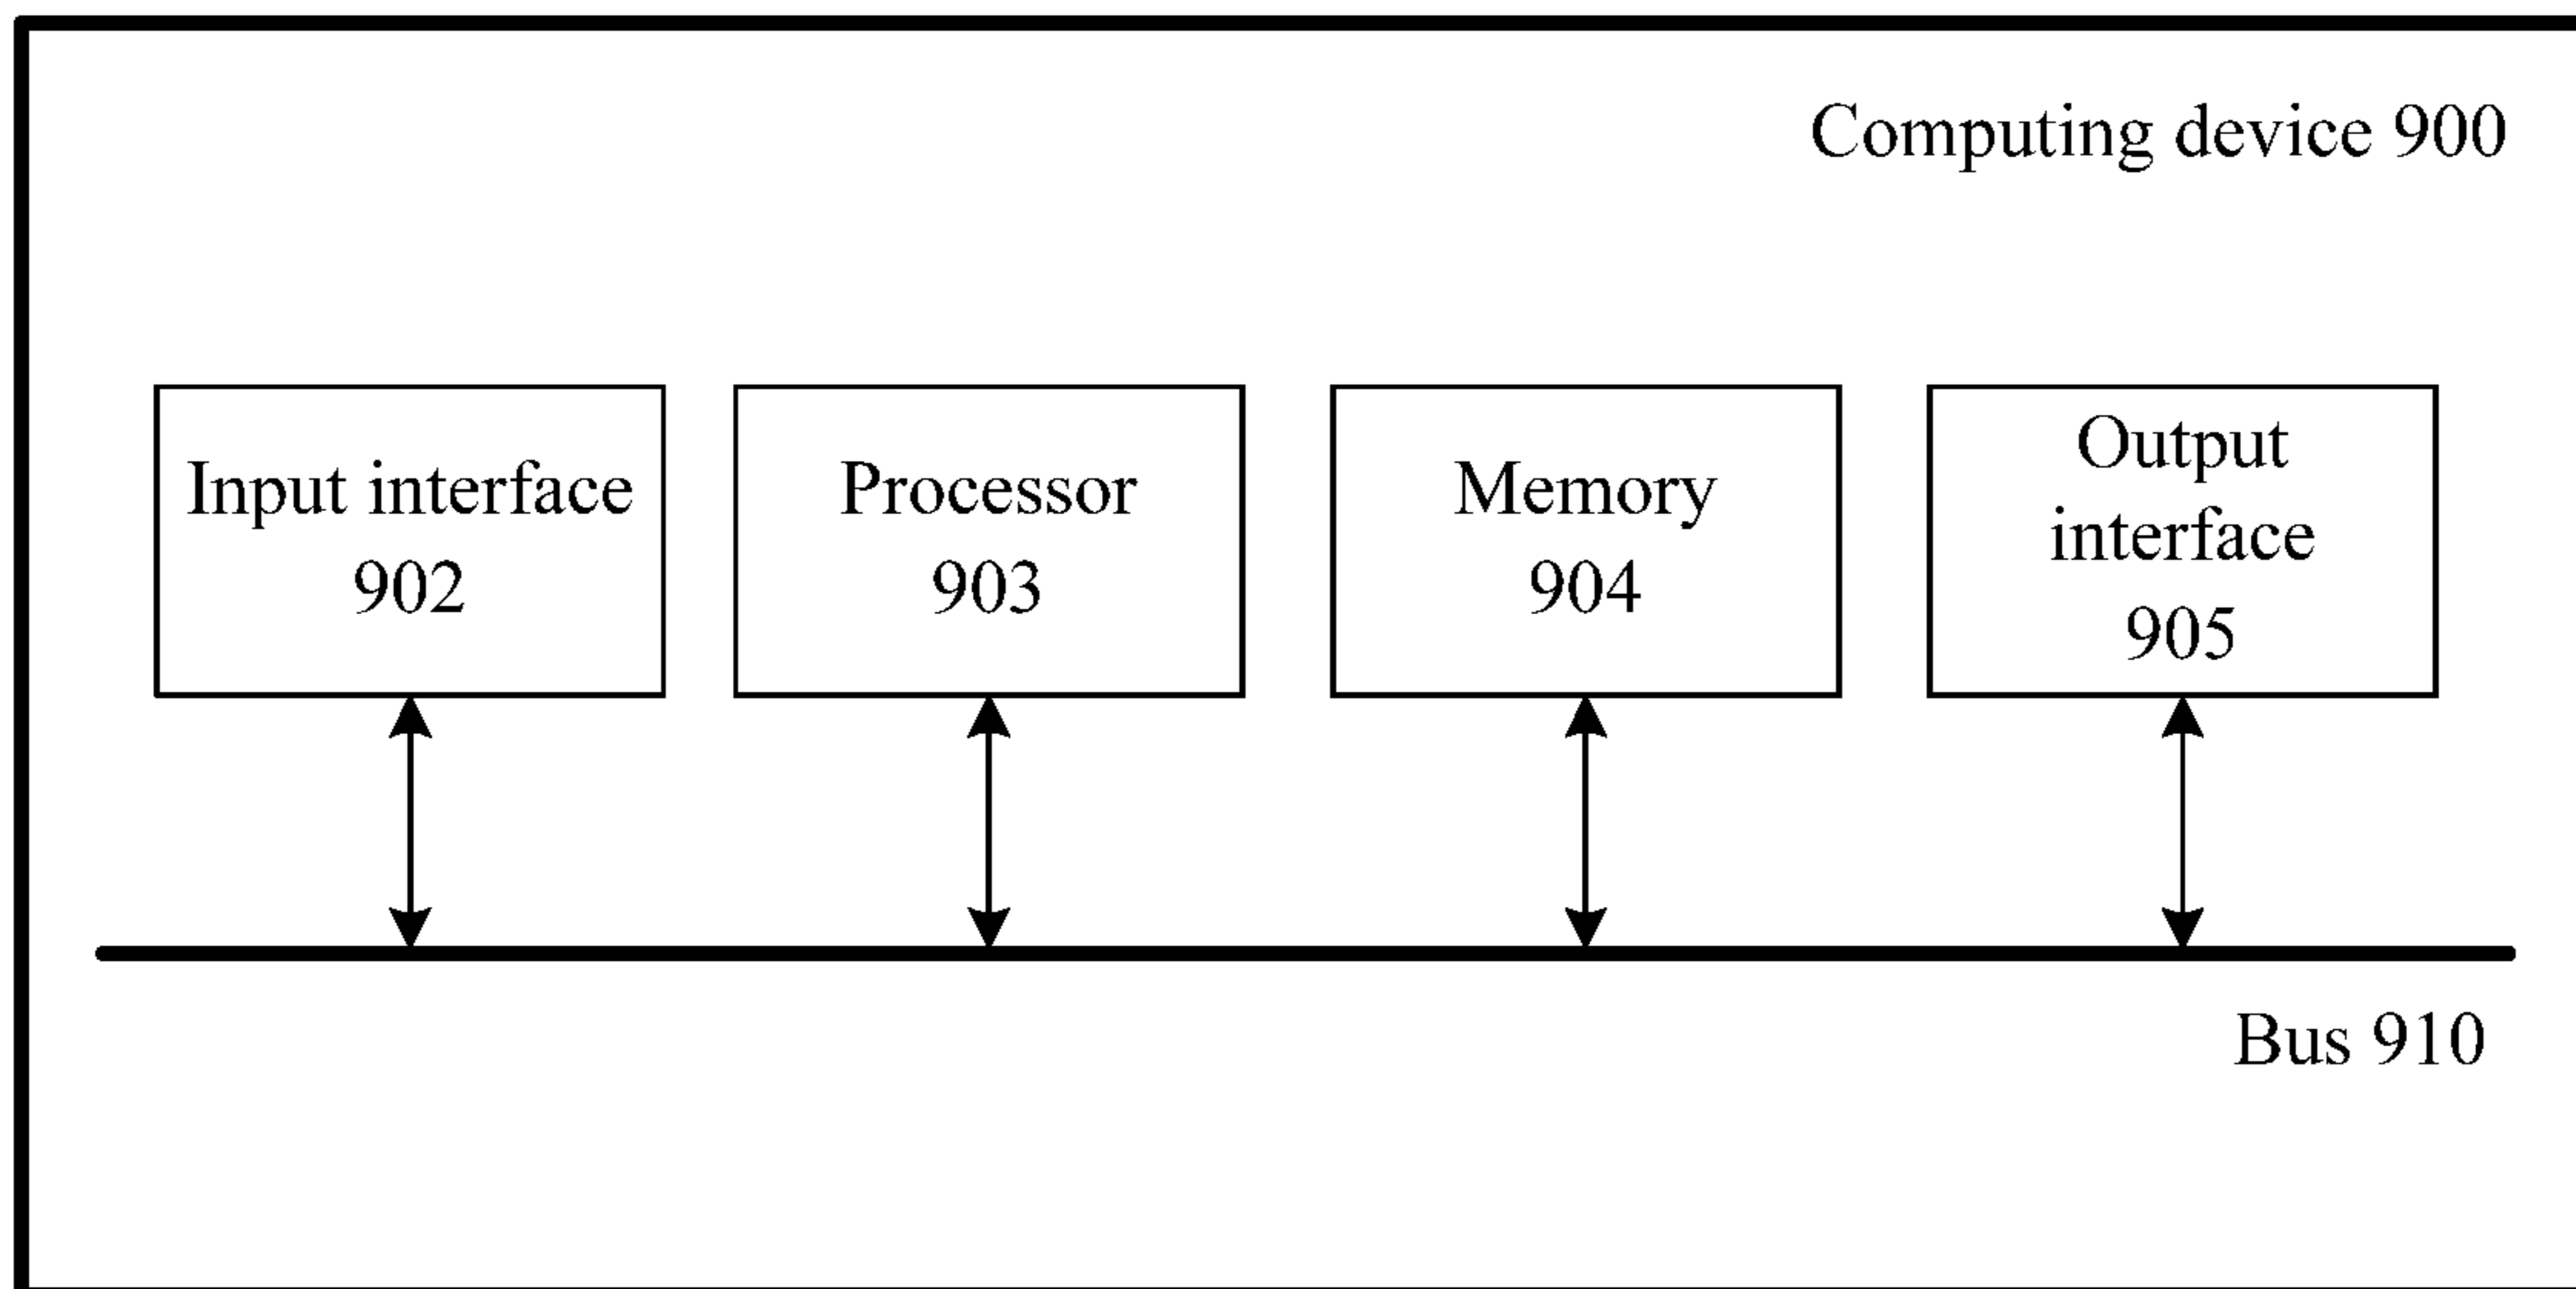 Computing device 900
Input interface
902
Processor
903
Memory
904
Output
interface
905
Bus 910